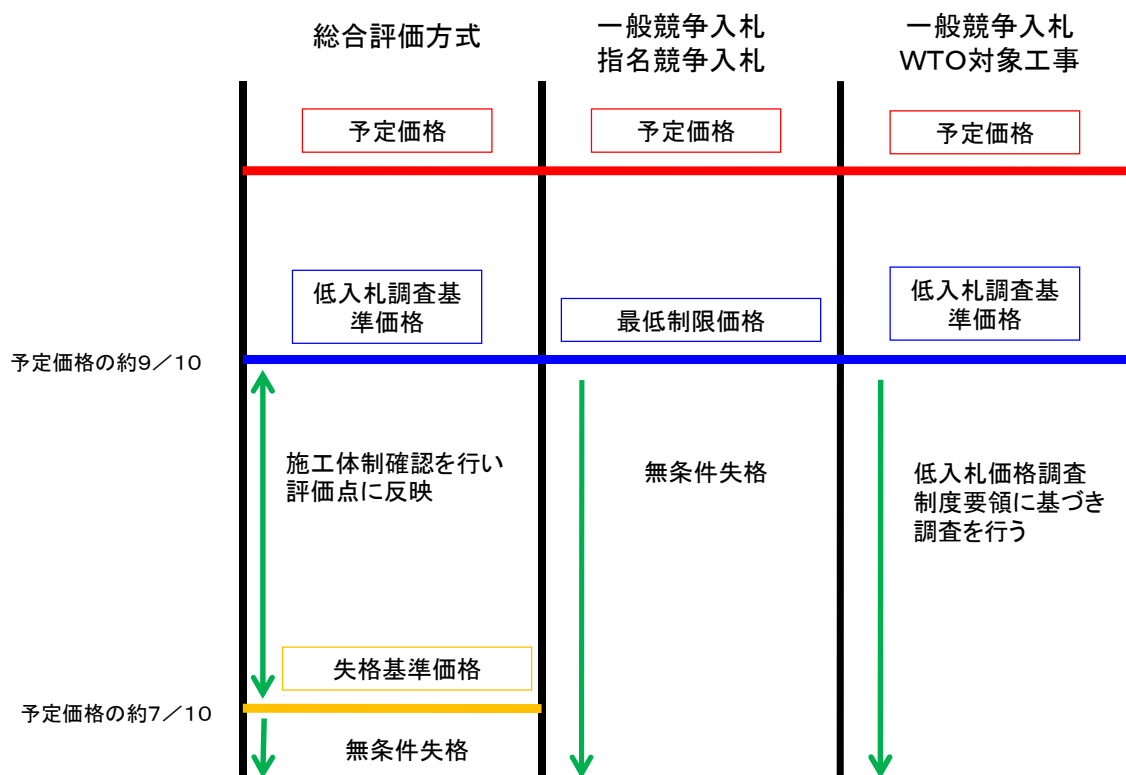 総合評価方式
一般競争入札
指名競争入札
一般競争入札
WTO対象工事
予定価格
予定価格
予定価格
低入札調査基
準価格
最低制限価格
低入札調査基
準価格
予定価格の約9／10
施工体制確認を行い
評価点に反映
無条件失格
低入札価格調査
制度要領に基づき
調査を行う
失格基準価格
予定価格の約7／10
無条件失格